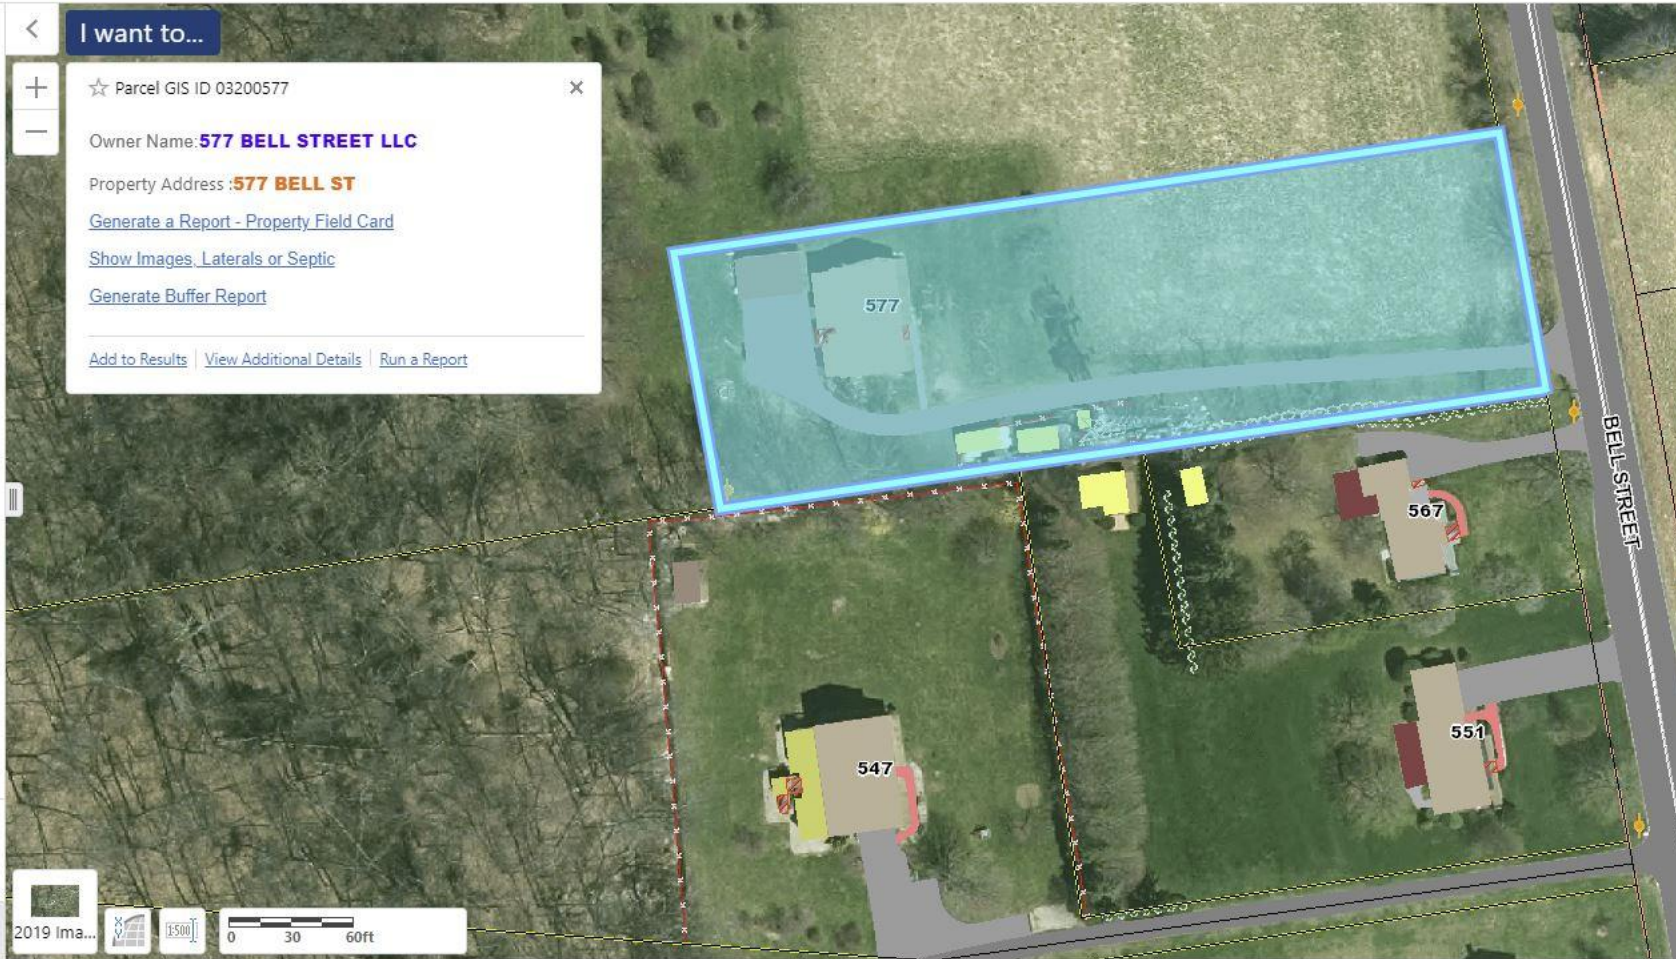 I want to...
Parcel GIS ID 03200577
Owner Name:577 BELL STREET LLC
Property Address :577 BELL ST
Generate a Report - Property Field Card
Show Images, Laterals or Septic
Generate Buffer Report
Add to Results View Additional Details Run a Report
577
BELL STREET
567
551
547
2019 Ima...
1:500
0 30 60ft